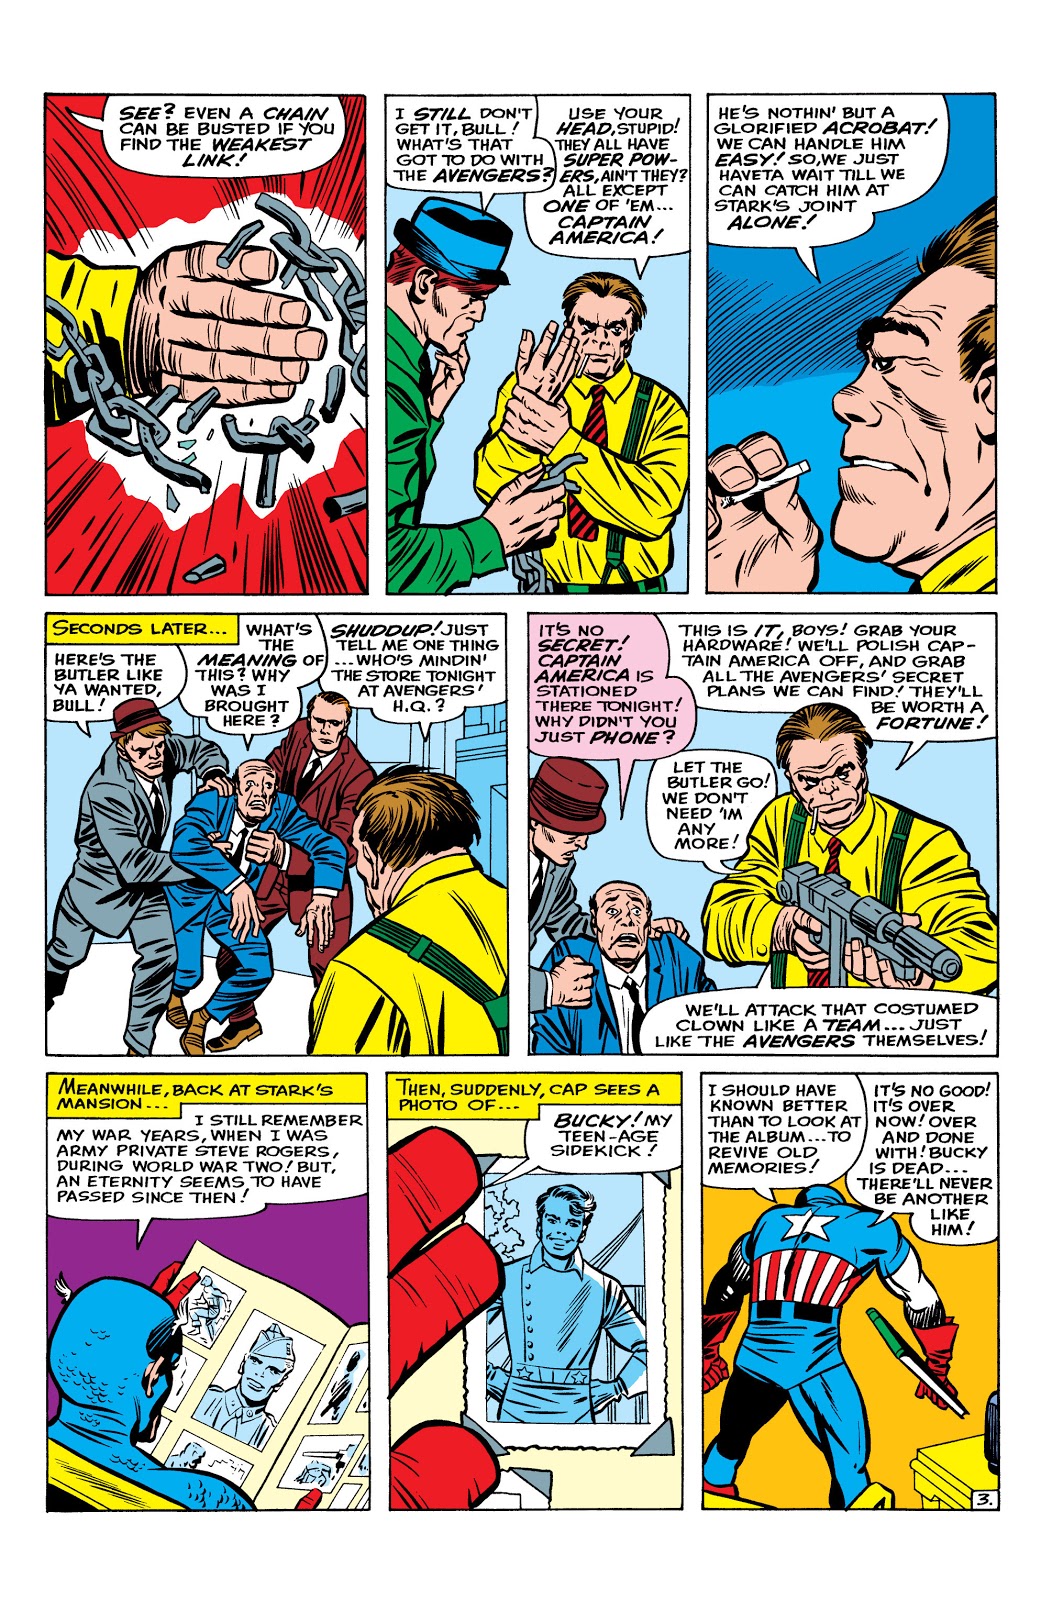 SEE? EVEN A CHAIN
CAN BE BUSTED IF YOU
FIND THE WEAKEST
LINK!
I STILL DON'T
GET IT, BULL!
WHAT'S THAT
GOT TO DO WITH
THE AVENGERS?
USE YOUR
HEAD, STUPID!
THEY ALL HAVE
SUPER POW-
ERS, AIN'T THEY?
ALL EXCEPT
ONE OF 'EM...
CAPTAIN
AMERICA!
HE'S NOTHIN' BUT A
GLORIFIED ACROBAT!
WE CAN HANDLE HIM
EASY! SO, WE JUST
HAVETA WAIT TILL WE
CAN CATCH HIM AT
STARK'S JOINT
ALONE!
SECONDS LATER...
HERE'S THE
BUTLER LIKE
YA WANTED,
BULL!
WHAT'S
THE
MEANING OF
THIS? WHY
WAS I
BROUGHT
HERE?
SHUDDUP! JUST
TELL ME ONE THING
...WHO'S MINDIN'
THE STORE TONIGHT
AT AVENGERS'
H.Q.?
IT'S NO
SECRET!
CAPTAIN
AMERICA IS
STATIONED
THERE TONIGHT!
WHY DIDN'T YOU
JUST PHONE?
THIS IS IT, BOYS! GRAB YOUR
HARDWARE! WE'LL POLISH CAP-
TAIN AMERICA OFF, AND GRAB
ALL THE AVENGERS' SECRET
PLANS WE CAN FIND! THEY'LL
BE WORTH A
FORTUNE!
LET THE
BUTLER GO!
WE DON'T
NEED 'IM
ANY
MORE!
WE'LL ATTACK THAT COSTUMED
CLOWN LIKE A TEAM... JUST
LIKE THE AVENGERS THEMSELVES!
MEANWHILE, BACK AT STARK'S
MANSION...
I STILL REMEMBER
MY WAR YEARS, WHEN I WAS
ARMY PRIVATE STEVE ROGERS,
DURING WORLD WAR TWO! BUT,
AN ETERNITY SEEMS TO HAVE
PASSED SINCE THEN!
THEN, SUDDENLY, CAP SEES A
PHOTO OF...
BUCKY! MY
TEEN-AGE
SIDEKICK!
I SHOULD HAVE
KNOWN BETTER
THAN TO LOOK AT
THE ALBUM...TO
REVIVE OLD
MEMORIES!
IT'S NO GOOD!
IT'S OVER
NOW! OVER
AND DONE
WITH! BUCKY
IS DEAD...
THERE'LL NEVER
BE ANOTHER
LIKE
HIM!
3.